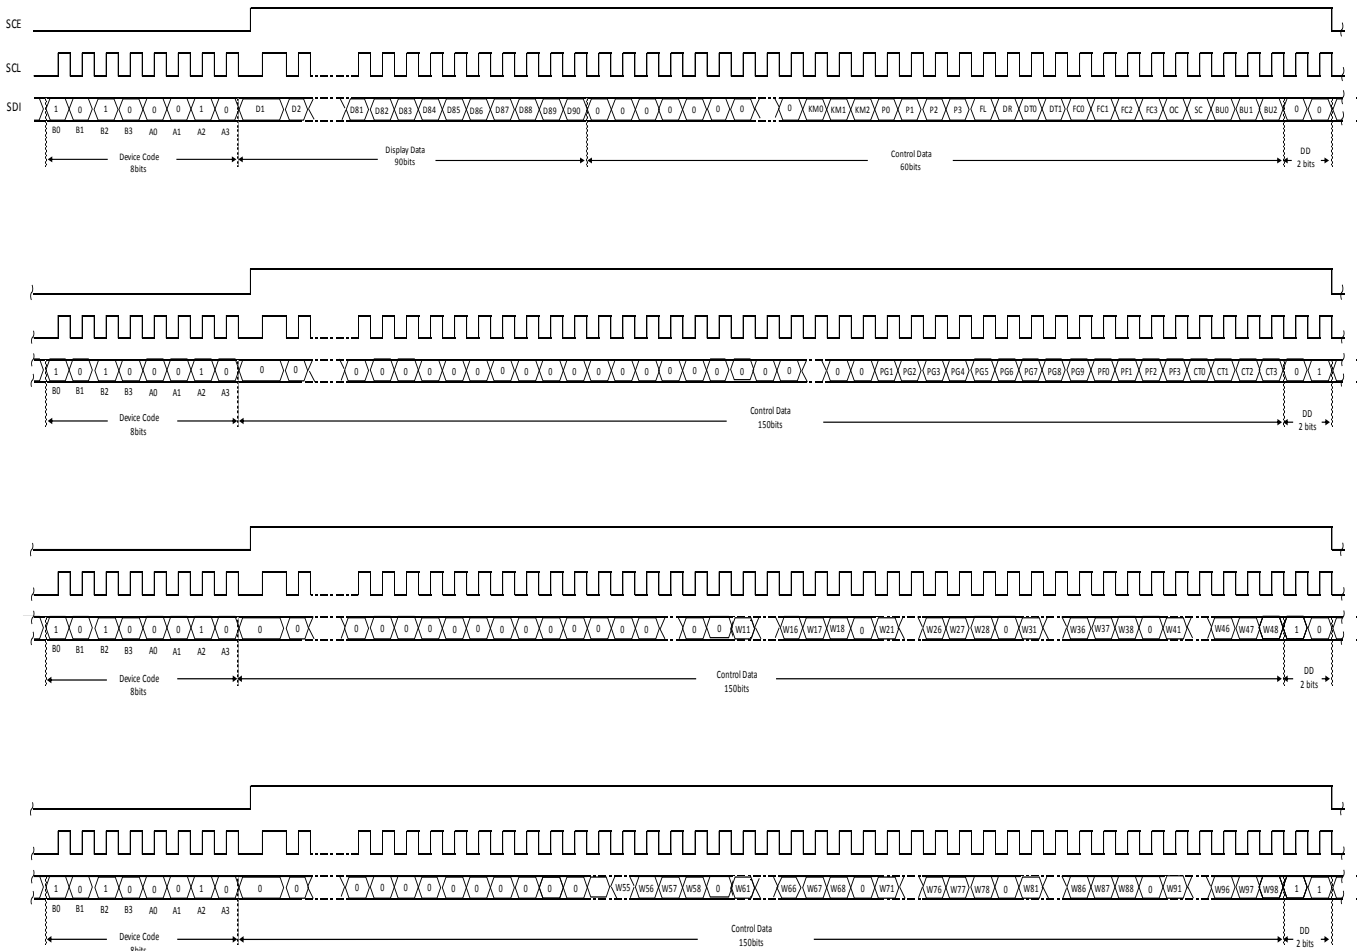 SCE
SCL
SDI 1 0 1 0 0 0 1 0 D1 D2 D81 D82 D83 D84 D85 D86 D87 D88 D89 D90 0 0 0 0 0 0 0 0 KM0 KM1 KM2 P0 P1 P2 P3 FL DR DT0 DT1 FC0 FC1 FC2 FC3 OC SC BU0 BU1 BU2 0 0
B0 B1 B2 B3 A0 A1 A2 A3
Device Code Display Data Control Data DD
8bits 90bits 60bits 2 bits
1 0 1 0 0 0 1 0 0 0 0 0 0 0 0 0 0 0 0 0 0 0 0 0 0 0 0 0 0 0 0 PG1 PG2 PG3 PG4 PG5 PG6 PG7 PG8 PG9 PF0 PF1 PF2 PF3 CT0 CT1 CT2 CT3 0 1
B0 B1 B2 B3 A0 A1 A2 A3
Device Code Control Data DD
8bits 150bits 2 bits
1 0 1 0 0 0 1 0 0 0 0 0 0 0 0 0 0 0 0 0 0 0 0 0 0 W11 W16 W17 W18 0 W21 W26 W27 W28 0 W31 W36 W37 W38 0 W41 W46 W47 W48 1 0
B0 B1 B2 B3 A0 A1 A2 A3
Device Code Control Data DD
8bits 150bits 2 bits
1 0 1 0 0 0 1 0 0 0 0 0 0 0 0 0 0 0 0 0 0 W55 W56 W57 W58 0 W61 W66 W67 W68 0 W71 W76 W77 W78 0 W81 W86 W87 W88 0 W91 W96 W97 W98 1 1
B0 B1 B2 B3 A0 A1 A2 A3
Device Code Control Data DD
8bits 150bits 2 bits